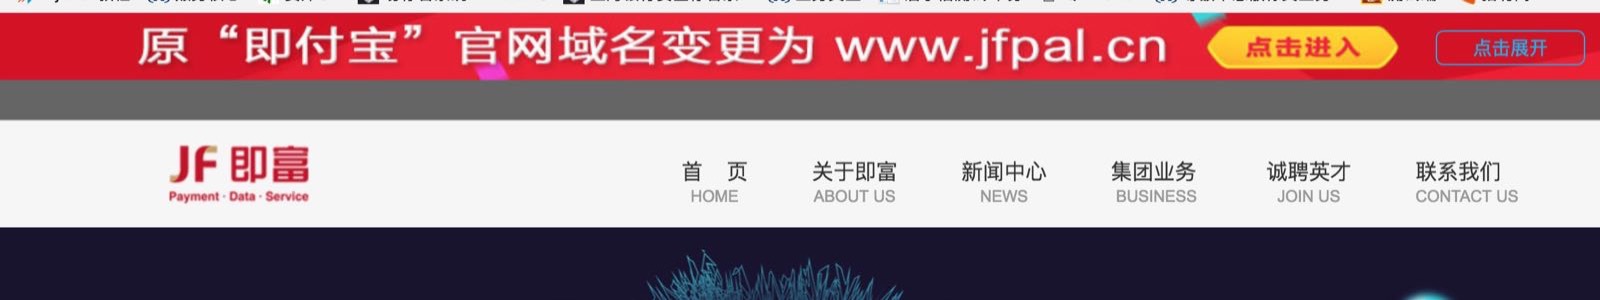 原“即付宝”官网域名变更为 www.jfpal.cn 点击进入 点击展开
JF 即富
Payment · Data · Service
首 页 关于即富 新闻中心 集团业务 诚聘英才 联系我们
HOME ABOUT US NEWS BUSINESS JOIN US CONTACT US